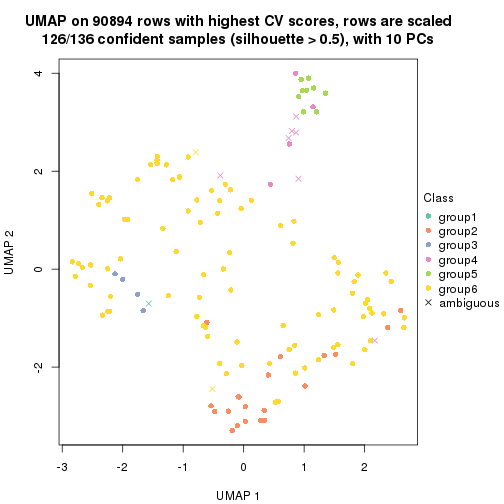 UMAP on 90894 rows with highest CV scores, rows are scaled
126/136 confident samples (silhouette > 0.5), with 10 PCs
4
2
0
-2
UMAP 2
-3
-2
-1
0
1
2
UMAP 1
Class
group1
group2
group3
group4
group5
group6
ambiguous